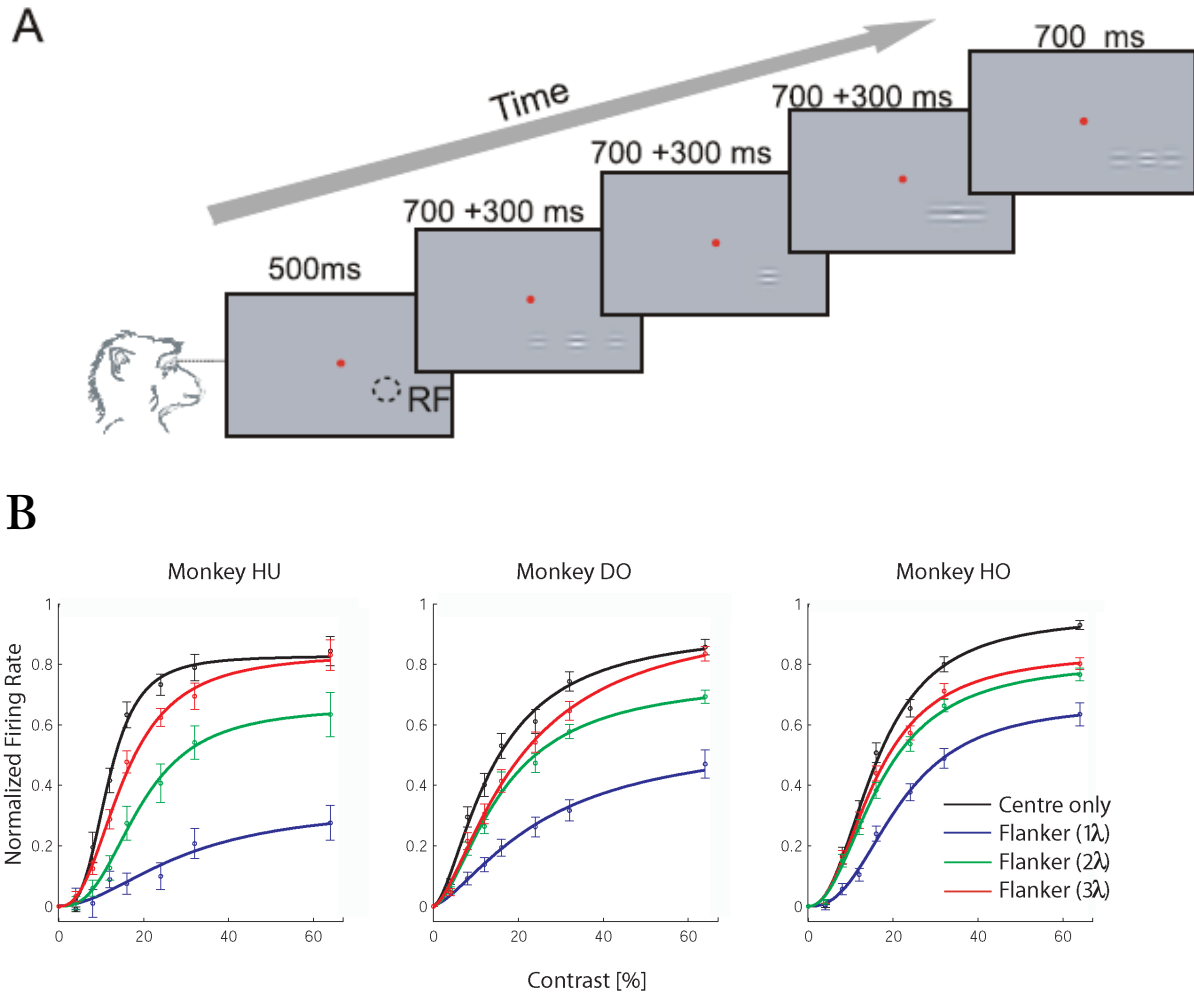 A
700 ms
Time
700 +300 ms
700 +300 ms
700 +300 ms
500ms
RF
B
Monkey HU
Monkey DO
Monkey HO
Normalized Firing Rate
1
0.8
0.6
0.4
0.2
0
0 20 40 60
1
0.8
0.6
0.4
0.2
0
0 20 40 60
1
0.8
0.6
0.4
0.2
0
0 20 40 60
Centre only
Flanker (1λ)
Flanker (2λ)
Flanker (3λ)
Contrast [%]